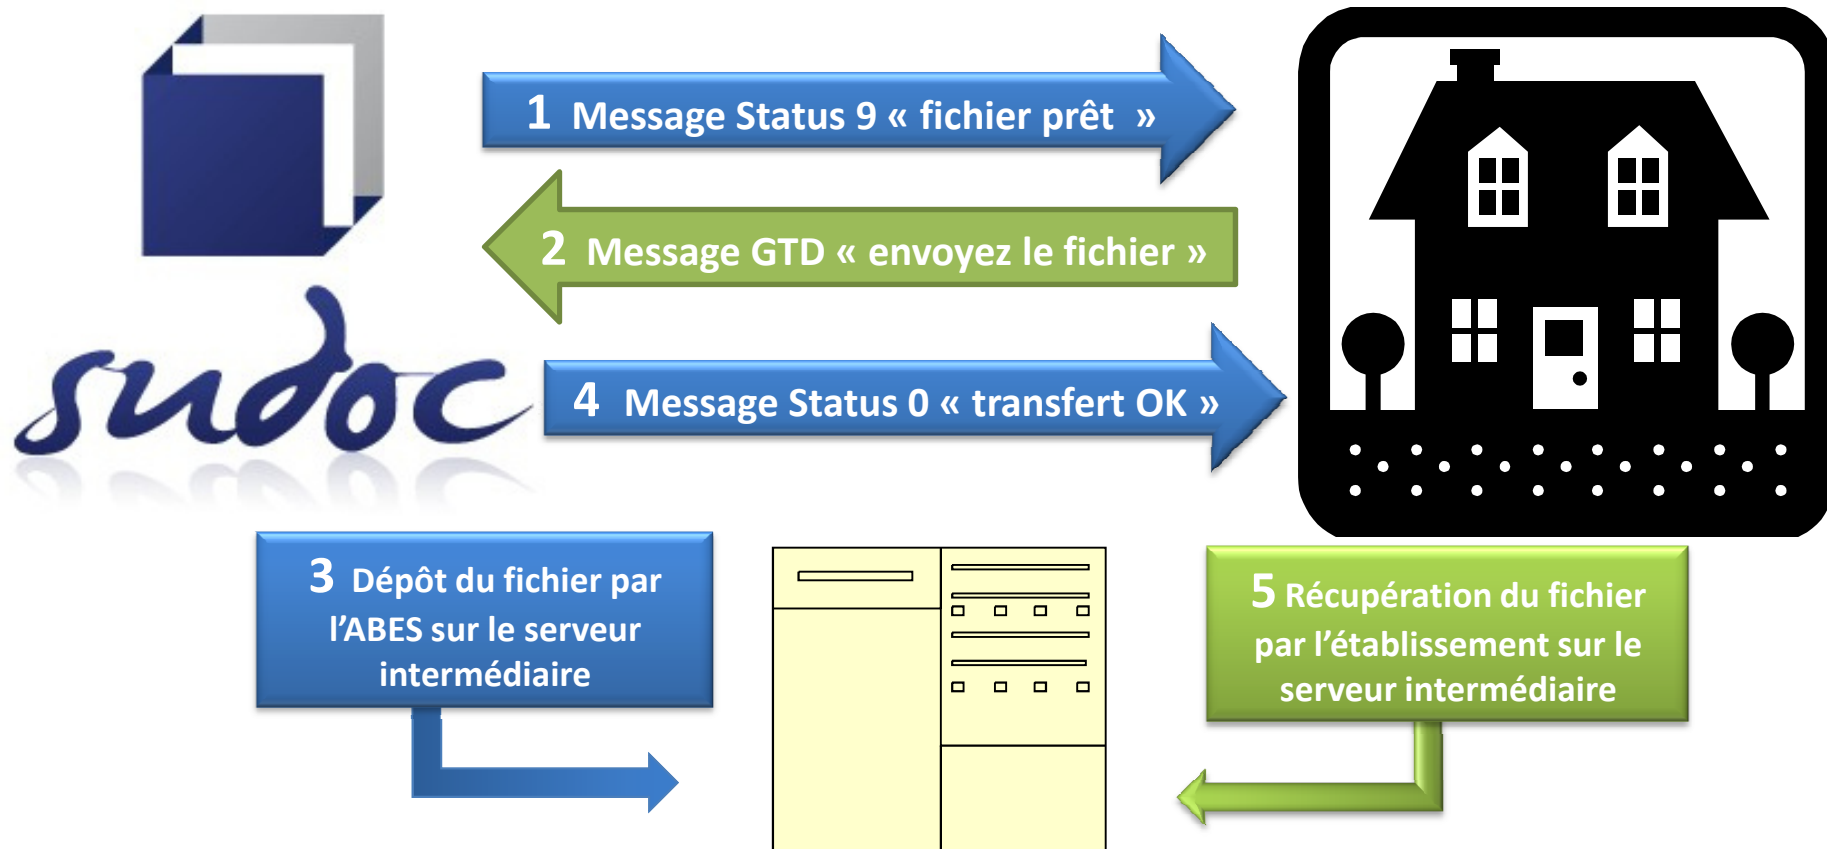 1 Message Status 9 « fichier prêt »
2 Message GTD « envoyez le fichier »
sudoc
4 Message Status 0 « transfert OK »
3 Dépôt du fichier par
l’ABES sur le serveur
intermédiaire
5 Récupération du fichier
par l’établissement sur le
serveur intermédiaire